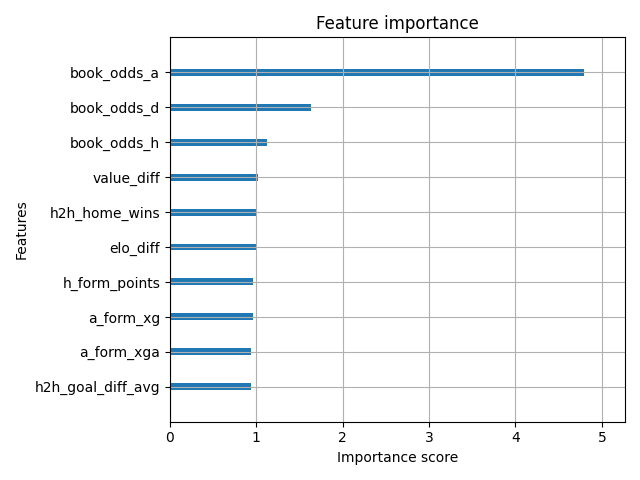 Feature importance
book_odds_a
book_odds_d
book_odds_h
value_diff
h2h_home_wins
elo_diff
h_form_points
a_form_xg
a_form_xga
h2h_goal_diff_avg
Features
0 1 2 3 4 5
Importance score